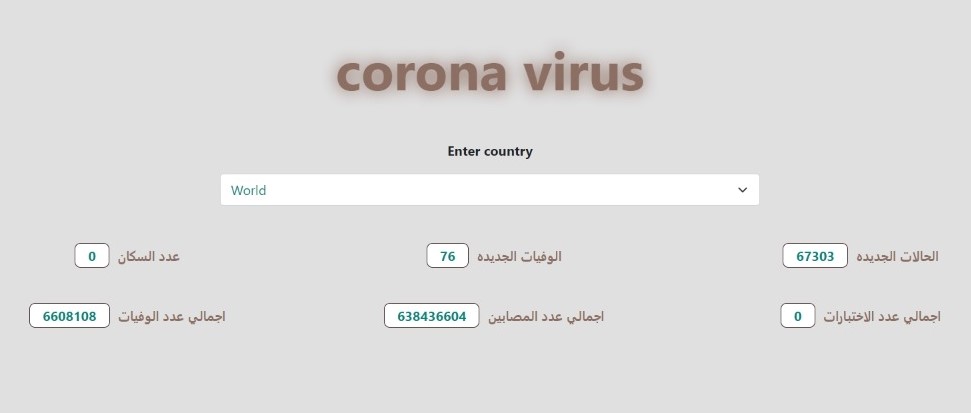 corona virus
Enter country
World
الحالات الجديده 67303
الوفيات الجديده 76
عدد السكان 0
اجمالي عدد الاختبارات 0
اجمالي عدد المصابين 638436604
اجمالي عدد الوفيات 6608108